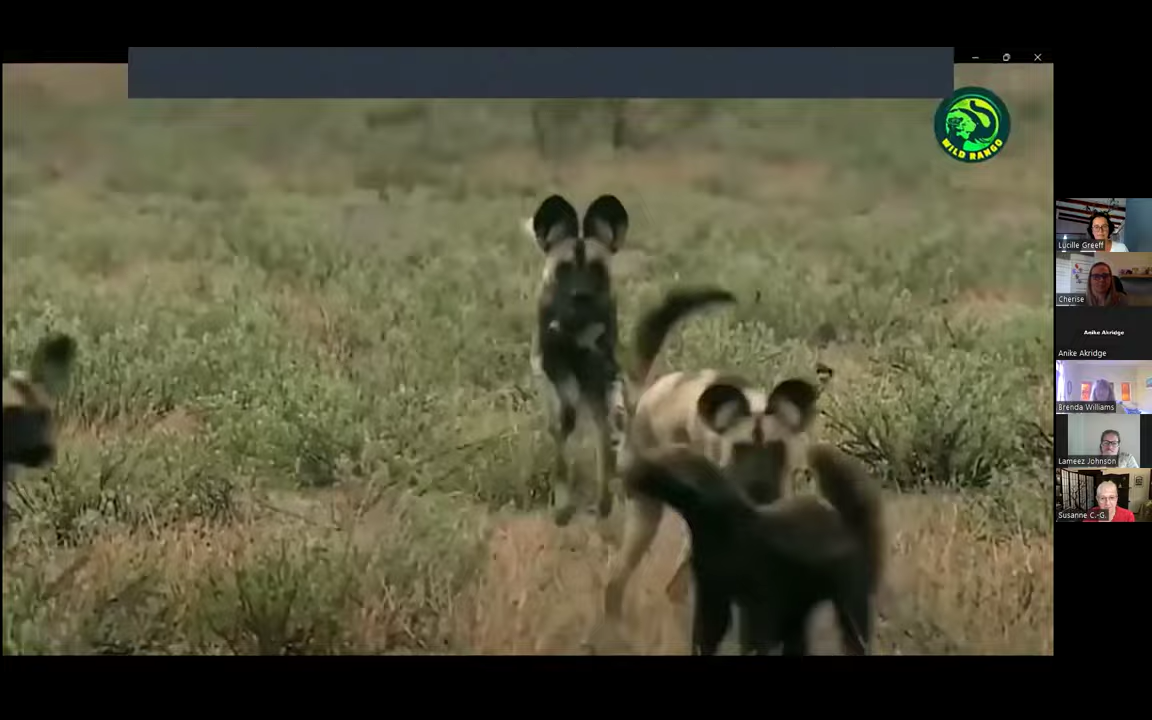 WILD RANGO
Lucille Greeff
Cherise
Anike Akridge
Anike Akridge
Brenda Williams
Lameez Johnson
Susanne C.-G.